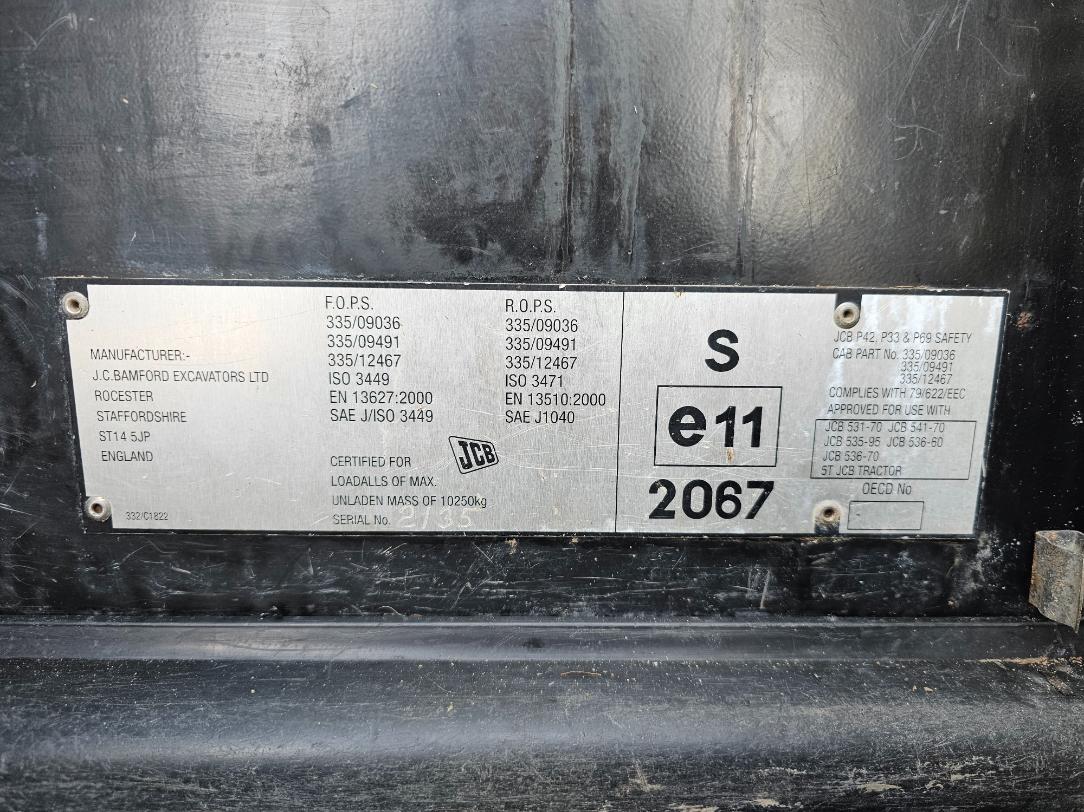 MANUFACTURER:-
J.C.BAMFORD EXCAVATORS LTD
ROCESTER
STAFFORDSHIRE
ST14 5JP
ENGLAND
332/C1822
F.O.P.S.
335/09036
335/09491
335/12467
ISO 3449
EN 13627:2000
SAE J/ISO 3449
R.O.P.S.
335/09036
335/09491
335/12467
ISO 3471
EN 13510:2000
SAE J1040
CERTIFIED FOR
LOADALLS OF MAX.
UNLADEN MASS OF 10250kg
SERIAL No.
JCB
S
e11
2067
JCB P42, P33 & P69 SAFETY
CAB PART No. 335/09036
335/09491
335/12467
COMPLIES WITH 79/622/EEC
APPROVED FOR USE WITH
JCB 531-70 JCB 541-70
JCB 535-95 JCB 536-60
JCB 536-70
5T JCB TRACTOR
OECD No